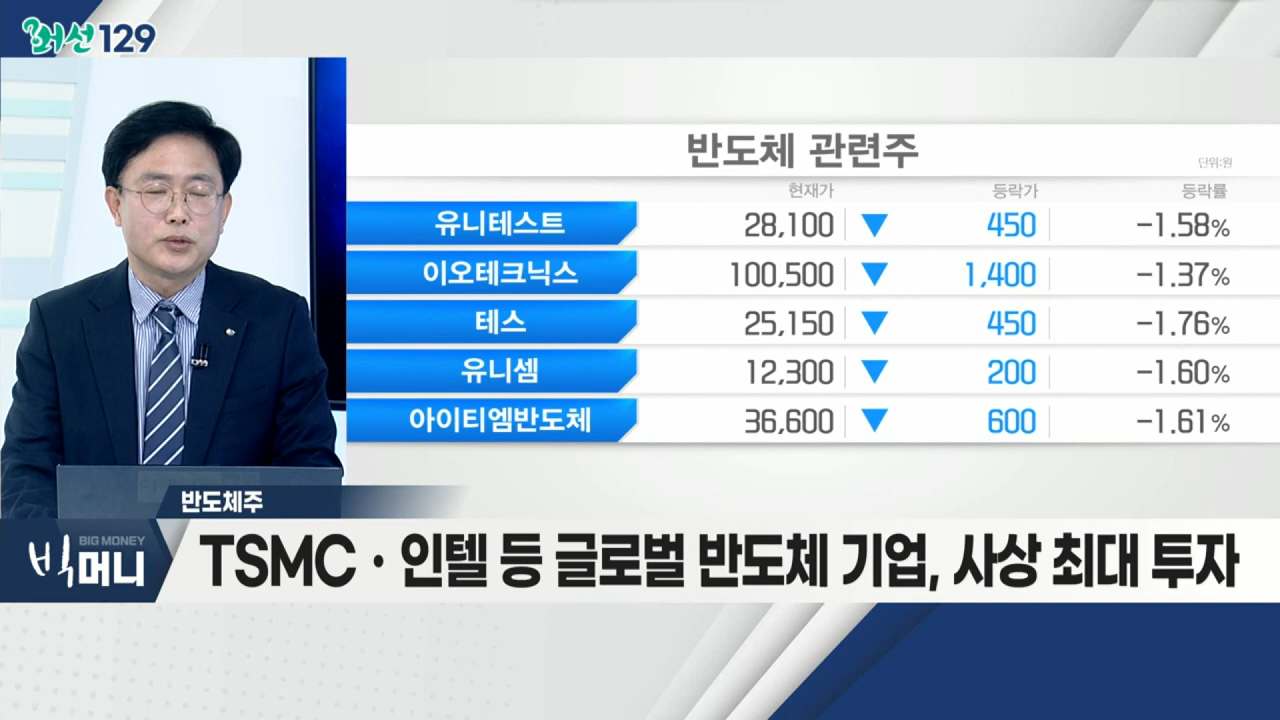 머선129
반도체 관련주
단위:원
현재가 등락가 등락률
유니테스트 28,100 ▼ 450 -1.58%
이오테크닉스 100,500 ▼ 1,400 -1.37%
테스 25,150 ▼ 450 -1.76%
유니셈 12,300 ▼ 200 -1.60%
아이티엠반도체 36,600 ▼ 600 -1.61%
반도체주
BIG MONEY
빅머니
TSMC · 인텔 등 글로벌 반도체 기업, 사상 최대 투자